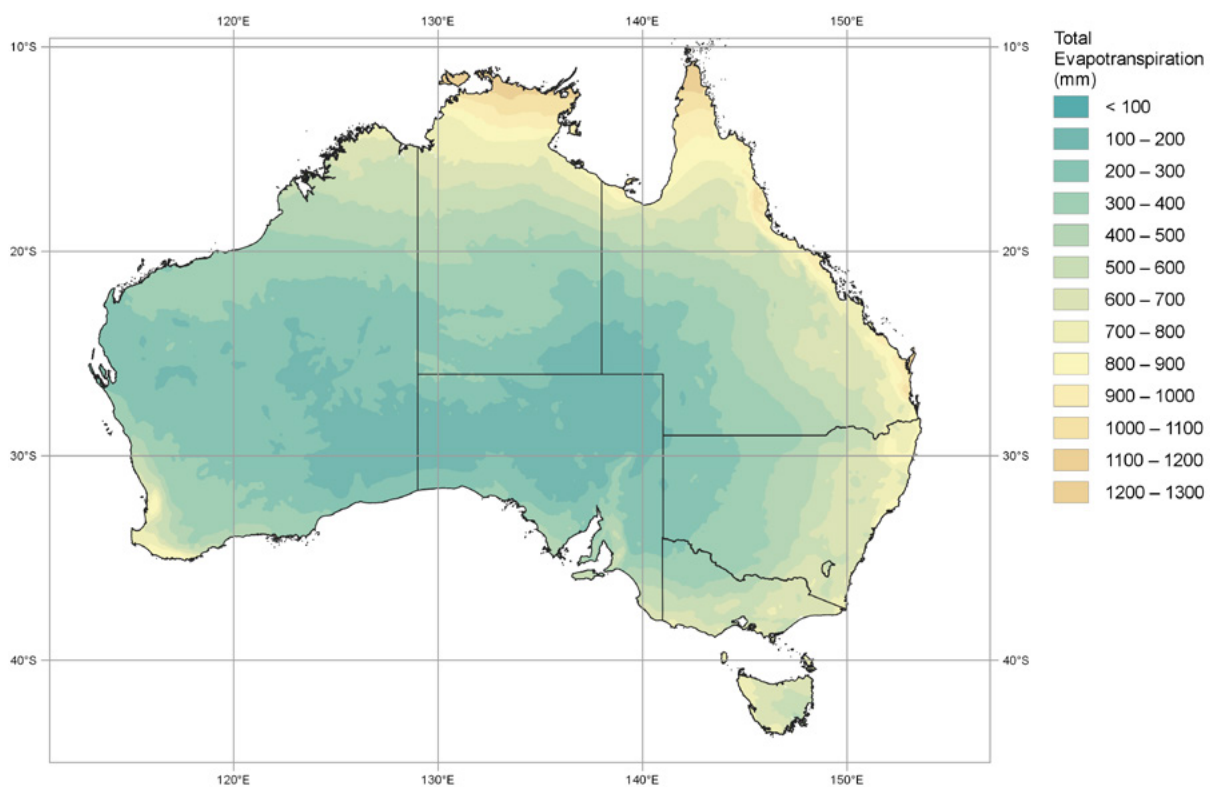 120°E 130°E 140°E 150°E
10°S 10°S
20°S 20°S
30°S 30°S
40°S 40°S
120°E 130°E 140°E 150°E
Total
Evapotranspiration
(mm)
< 100
100 – 200
200 – 300
300 – 400
400 – 500
500 – 600
600 – 700
700 – 800
800 – 900
900 – 1000
1000 – 1100
1100 – 1200
1200 – 1300